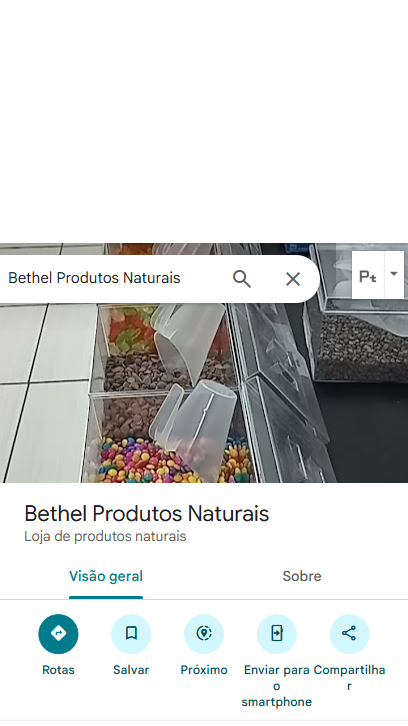 Bethel Produtos Naturais
Pt
Bethel Produtos Naturais
Loja de produtos naturais
Visão geral
Sobre
Rotas
Salvar
Próximo
Enviar para
o
smartphone
Compartilha
r